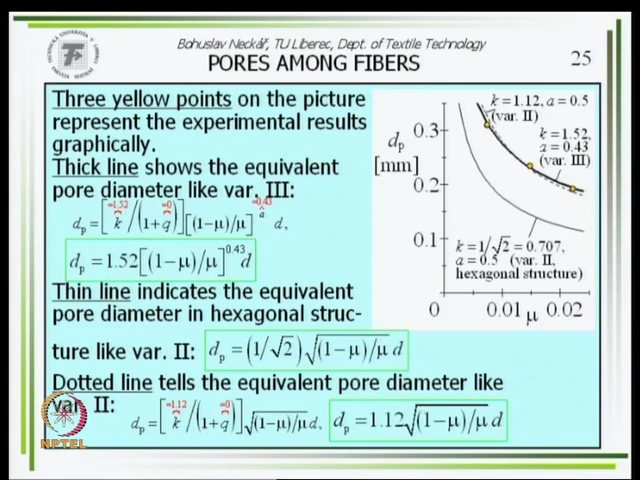 Bohuslav Neckář, TU Liberec, Dept. of Textile Technology
PORES AMONG FIBERS
25
Three yellow points on the picture
represent the experimental results
graphically.
Thick line shows the equivalent
pore diameter like var. III:
=1.52 =0 =0.43
dp=[k/(1+q)][(1−μ)/μ]^a d,
dp=1.52[(1−μ)/μ]^0.43 d
Thin line indicates the equivalent
pore diameter in hexagonal struc-
ture like var. II: dp=(1/√2)√(1−μ)/μ d
Dotted line tells the equivalent pore diameter like
var. II:
=1.12 =0
dp=[k/(1+q)]√(1−μ)/μ d, dp=1.12√(1−μ)/μ d
NPTEL
k=1.12, a=0.5
(var. II)
0.3
dp
[mm]
k=1.52,
a=0.43
(var. III)
0.2
0.1
k=1/√2=0.707,
a=0.5 (var. II,
hexagonal structure)
0 0.01 μ 0.02